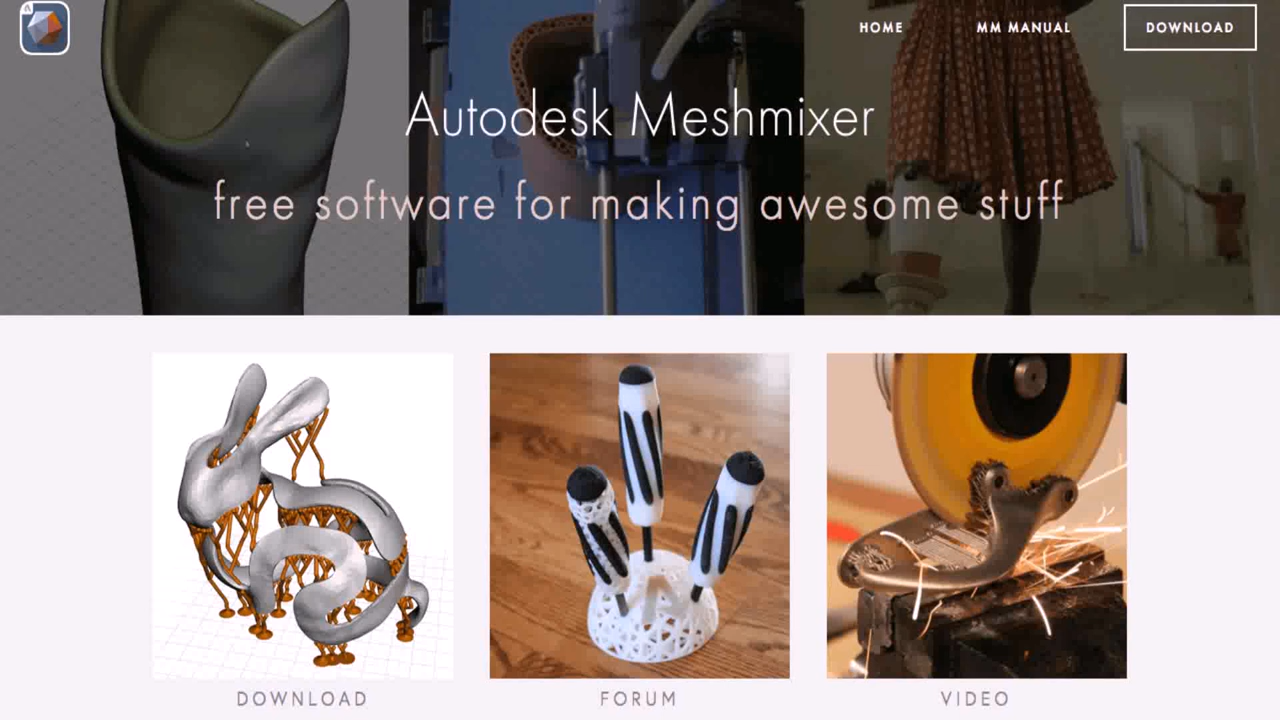 HOME MM MANUAL DOWNLOAD
Autodesk Meshmixer
free software for making awesome stuff
DOWNLOAD FORUM VIDEO